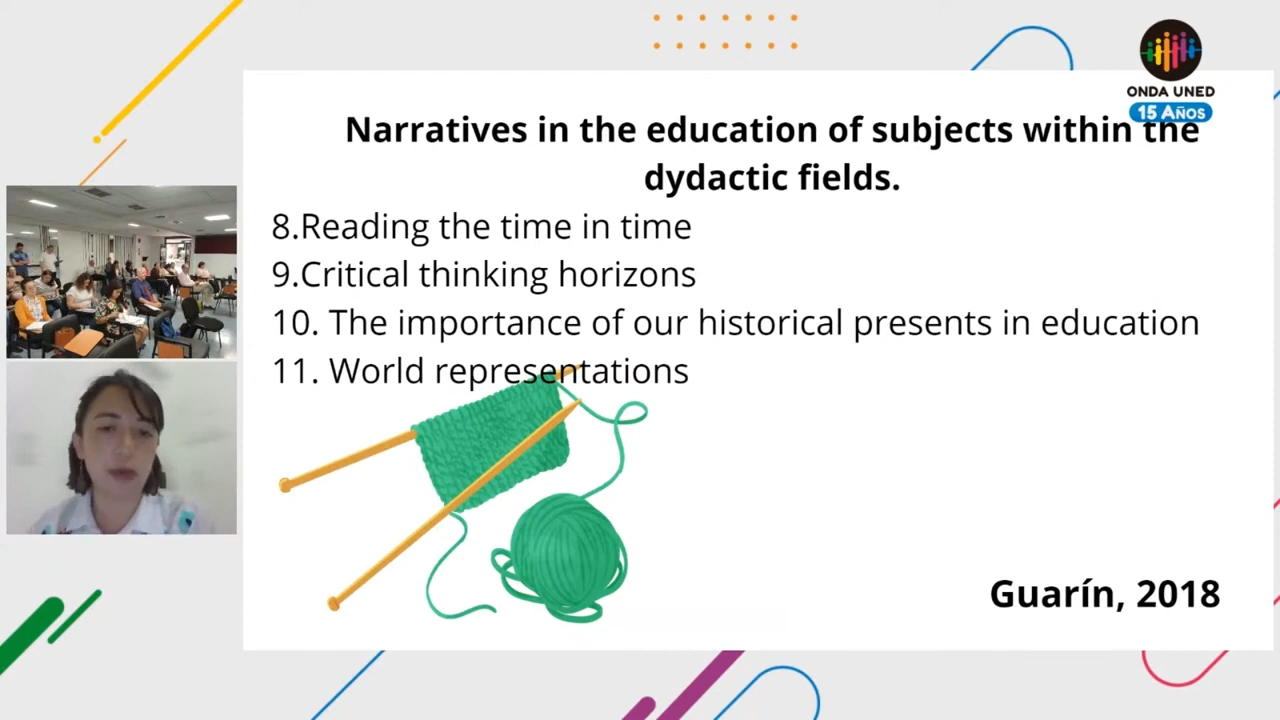 ONDA UNED
15 AÑOS
Narratives in the education of subjects within the
dydactic fields.
8.Reading the time in time
9.Critical thinking horizons
10. The importance of our historical presents in education
11. World representations
Guarín, 2018